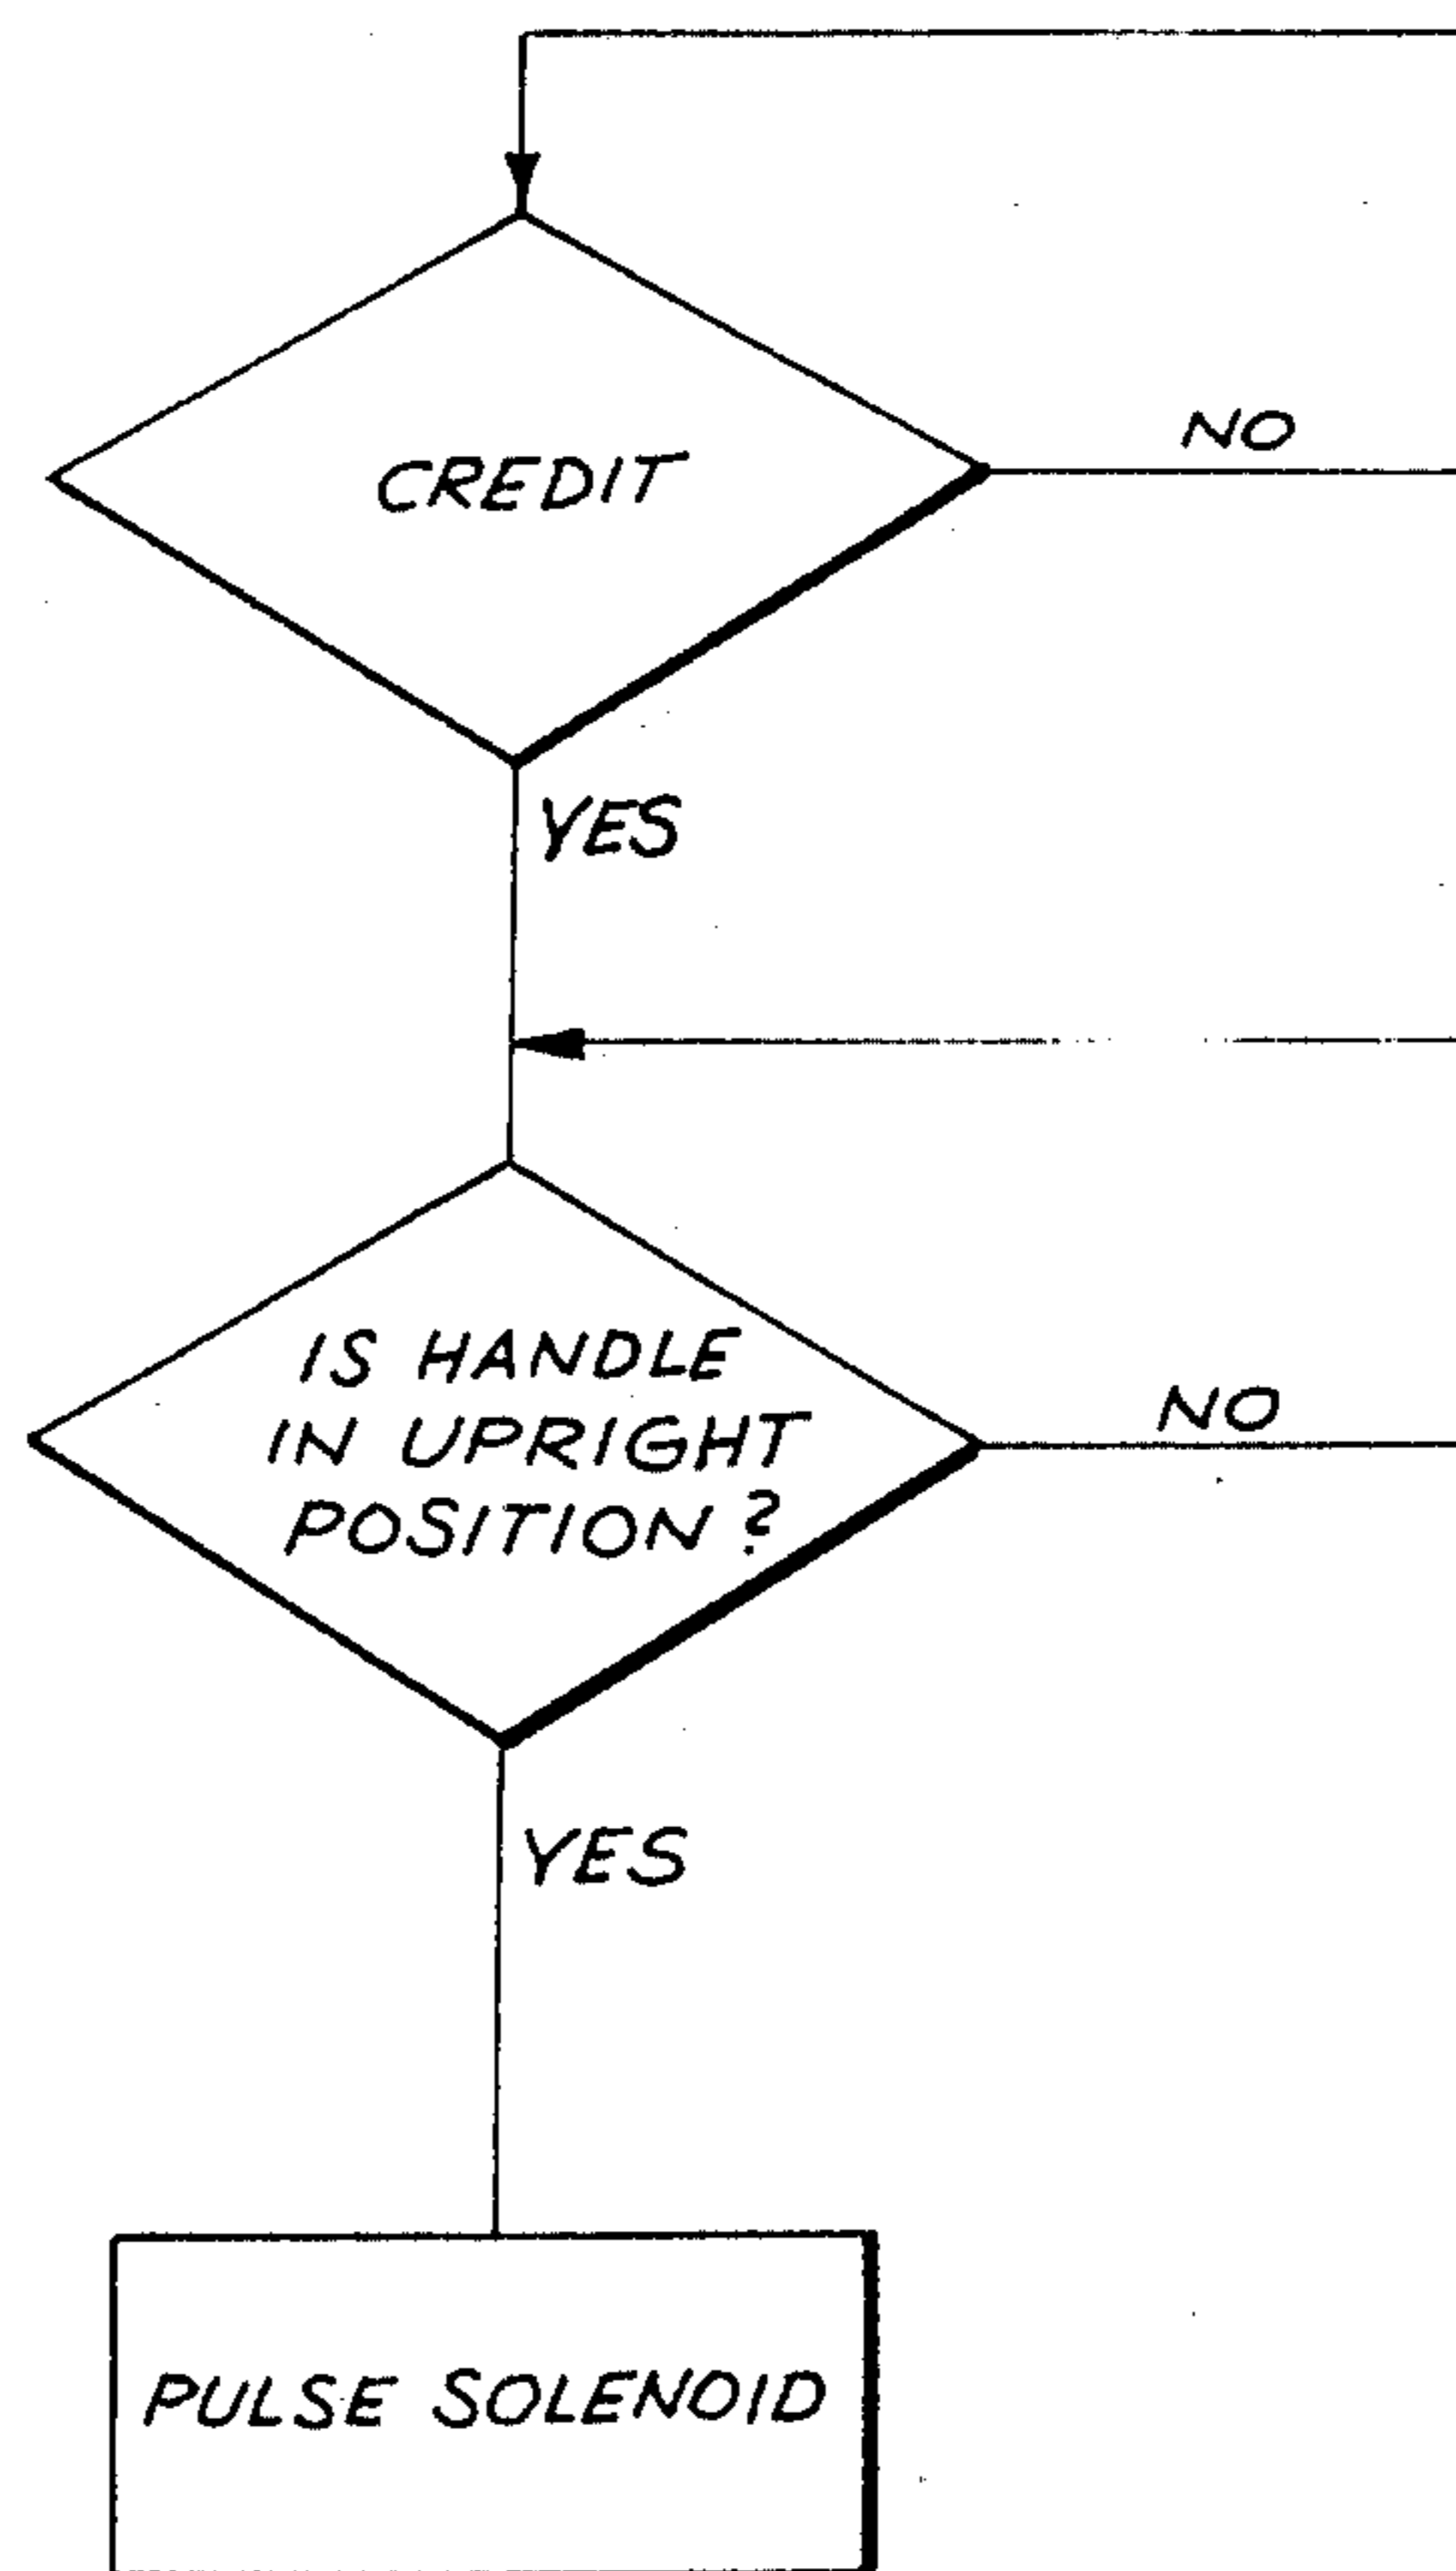 CREDIT
NO
YES
IS HANDLE
IN UPRIGHT
POSITION?
NO
YES
PULSE SOLENOID